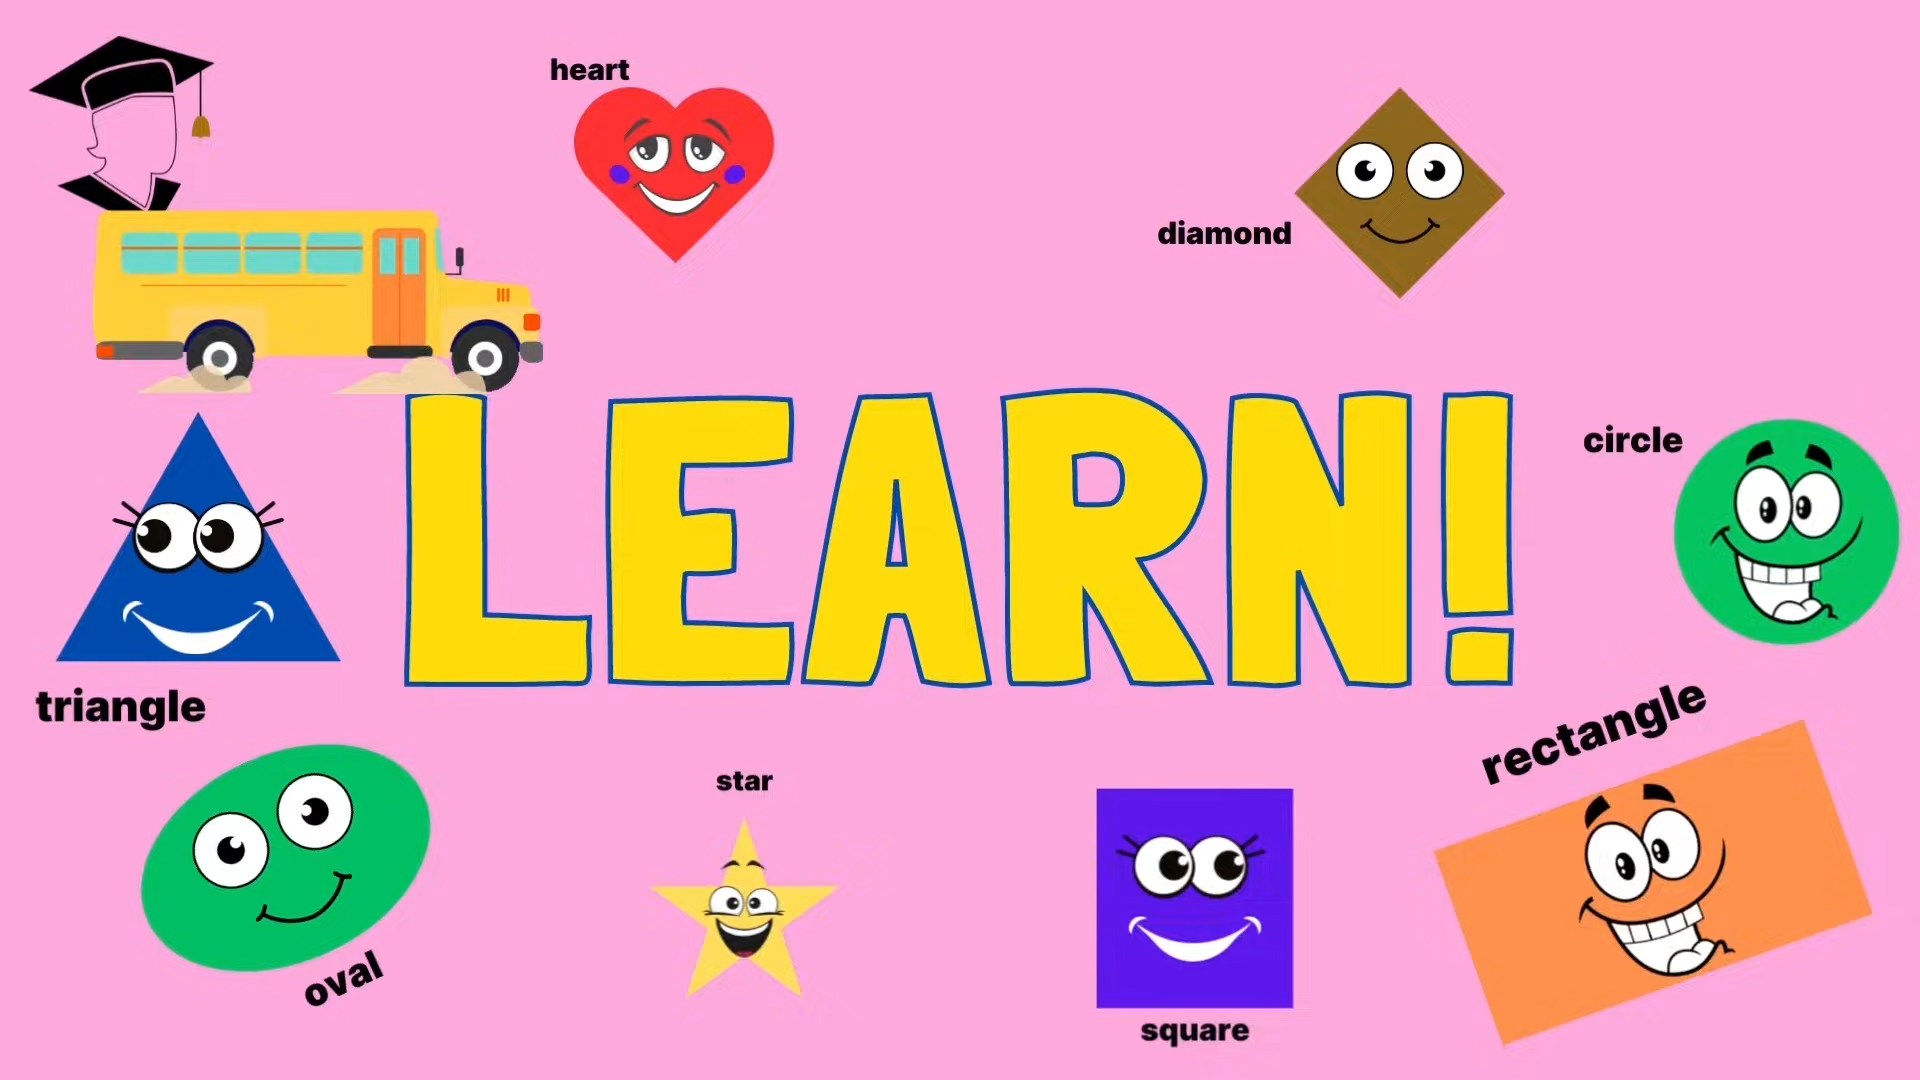 heart
diamond
LEARN!
circle
triangle
rectangle
star
oval
square